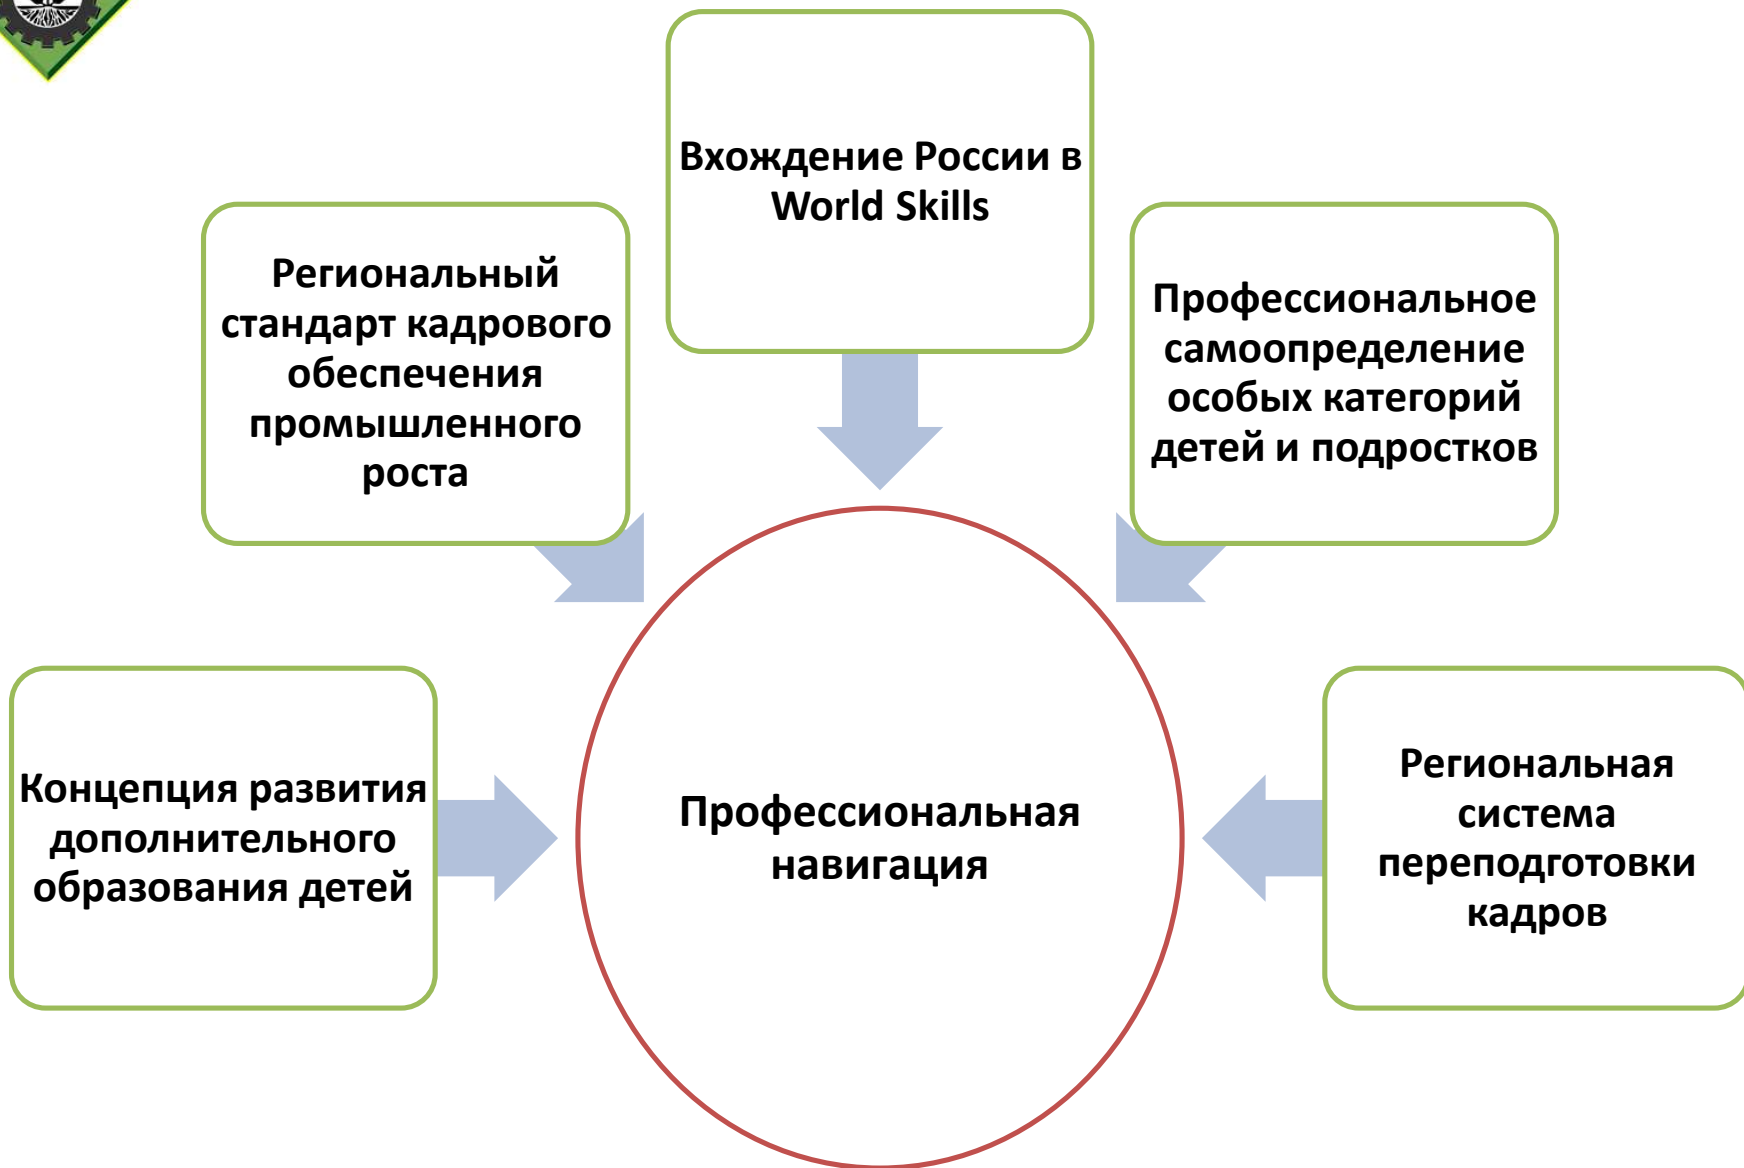 Вхождение России в
World Skills
Региональный
стандарт кадрового
обеспечения
промышленного
роста
Профессиональное
самоопределение
особых категорий
детей и подростков
Концепция развития
дополнительного
образования детей
Профессиональная
навигация
Региональная
система
переподготовки
кадров